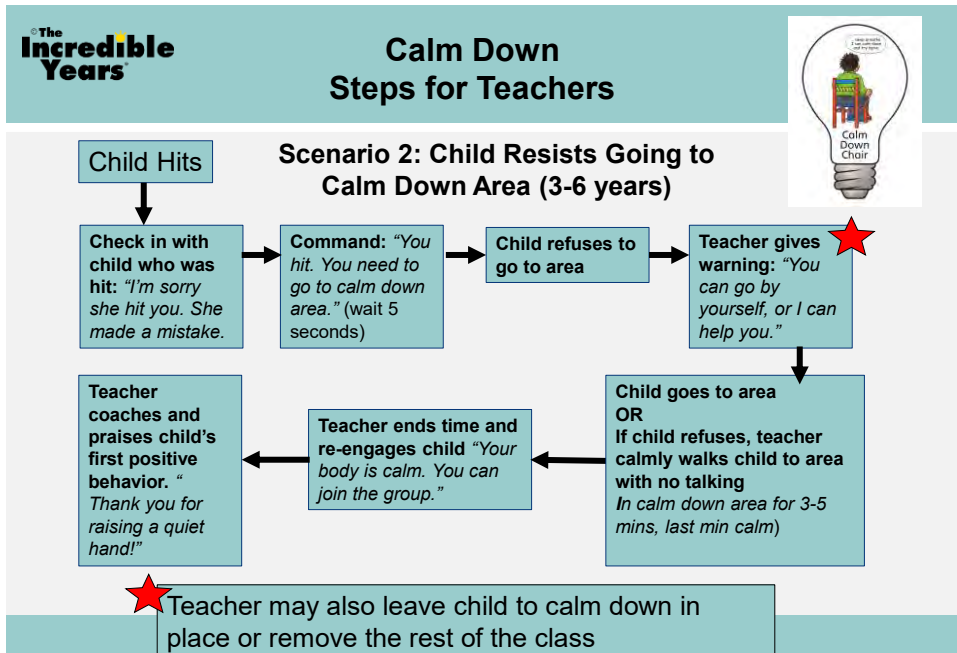 ©The
Incredible
Years®
Calm Down
Steps for Teachers
Calm
Down
Chair
Child Hits
Scenario 2: Child Resists Going to
Calm Down Area (3-6 years)
Check in with
child who was
hit: “I’m sorry
she hit you. She
made a mistake.
Command: “You
hit. You need to
go to calm down
area.” (wait 5
seconds)
Child refuses to
go to area
Teacher gives
warning: “You
can go by
yourself, or I can
help you.”
Child goes to area
OR
If child refuses, teacher
calmly walks child to area
with no talking
In calm down area for 3-5
mins, last min calm)
Teacher ends time and
re-engages child “Your
body is calm. You can
join the group.”
Teacher
coaches and
praises child’s
first positive
behavior. “
Thank you for
raising a quiet
hand!”
Teacher may also leave child to calm down in
place or remove the rest of the class